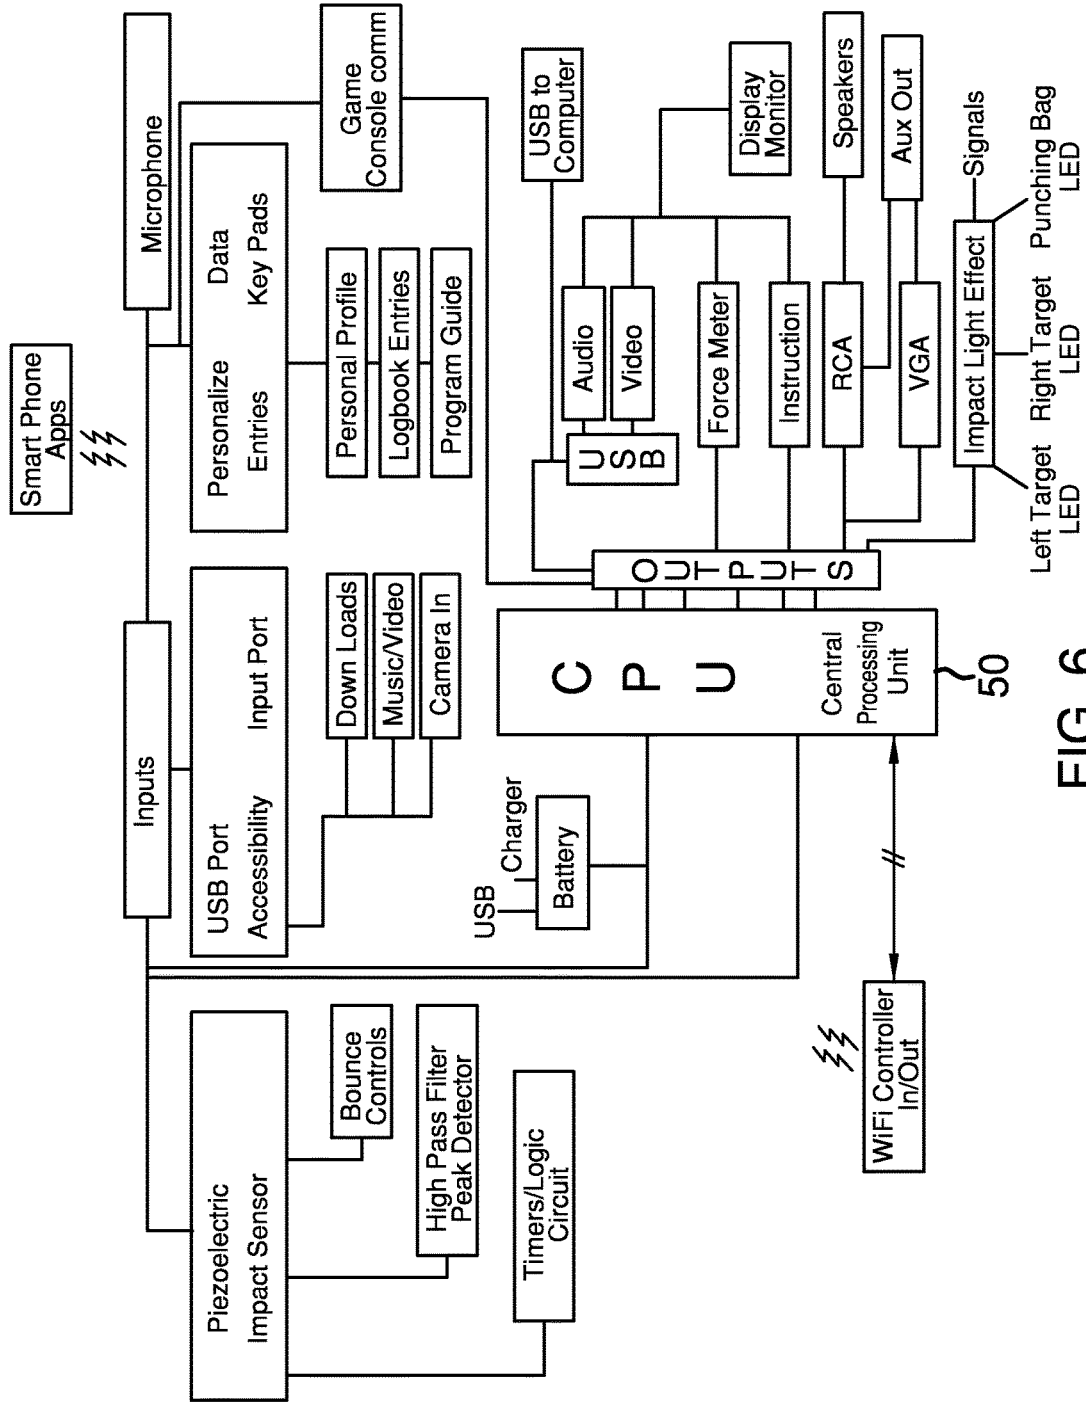 Smart Phone
Apps
Inputs
Microphone
Piezoelectric
Impact Sensor
Bounce
Controls
High Pass Filter
Peak Detector
Timers/Logic
Circuit
USB Port
Input Port
Accessibility
Down Loads
Music/Video
Camera In
Personalize
Data
Entries
Key Pads
Personal Profile
Logbook Entries
Program Guide
Game
Console comm
USB
Charger
Battery
CPU
Central
Processing
Unit
50
WiFi Controller
In/Out
OUTPUTS
USB
USB to
Computer
Audio
Video
Force Meter
Instruction
Display
Monitor
RCA
Speakers
VGA
Aux Out
Impact Light Effect
Signals
Left Target
LED
Right Target
LED
Punching Bag
LED
FIG. 6